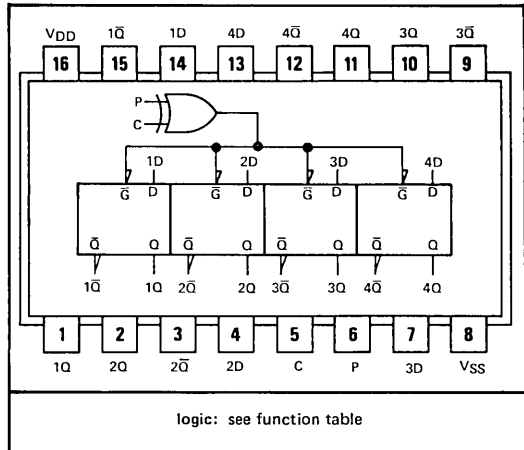 VDD 1Q̅ 1D 4D 4Q̅ 4Q 3Q 3Q̅
16 15 14 13 12 11 10 9
P
C
1D 2D 3D 4D
G̅ D G̅ D G̅ D G̅ D
Q̅ Q Q̅ Q Q̅ Q Q̅ Q
1Q̅ 1Q 2Q̅ 2Q 3Q̅ 3Q 4Q̅ 4Q
1 2 3 4 5 6 7 8
1Q 2Q 2Q̅ 2D C P 3D VSS
logic: see function table